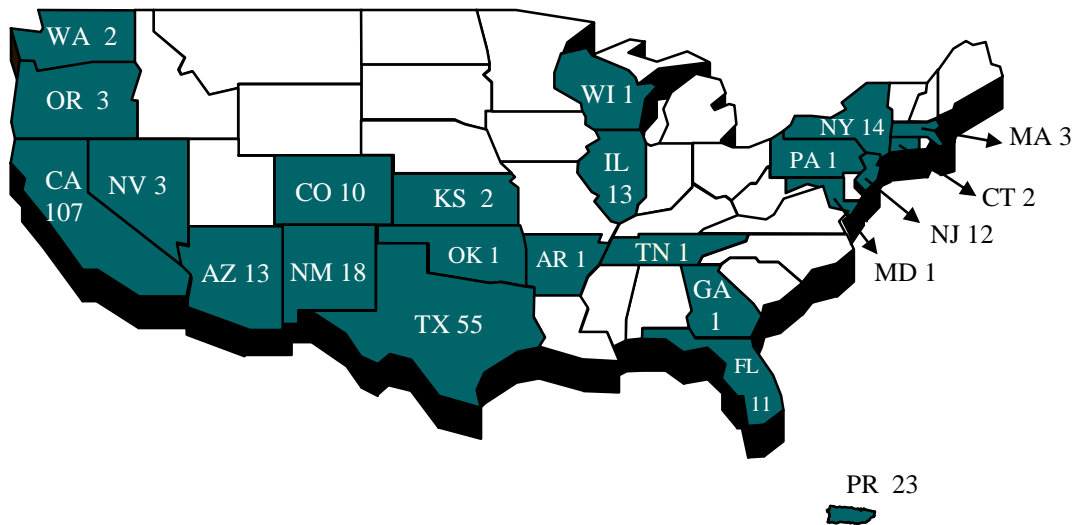 WA 2
OR 3
CA
107
NV 3
AZ 13
CO 10
NM 18
KS 2
OK 1
TX 55
WI 1
IL
13
AR 1
TN 1
GA
1
FL
11
NY 14
PA 1
MA 3
CT 2
NJ 12
MD 1
PR 23